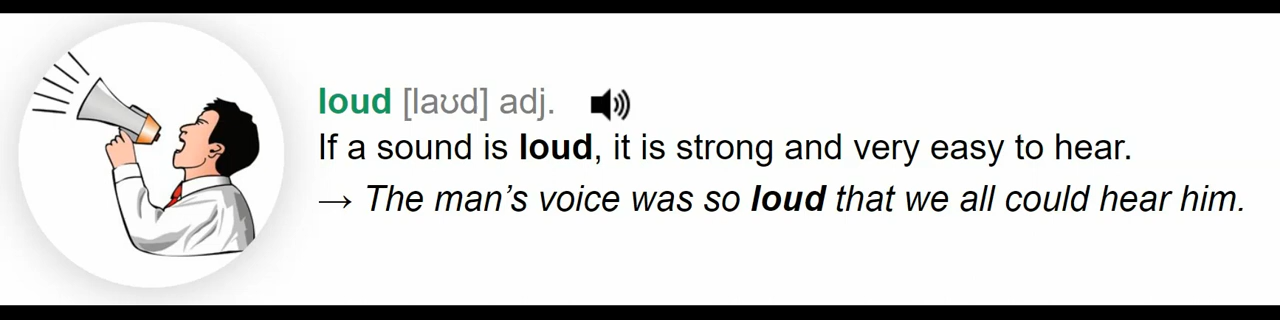 loud [laʊd] adj.
If a sound is loud, it is strong and very easy to hear.
→ The man’s voice was so loud that we all could hear him.